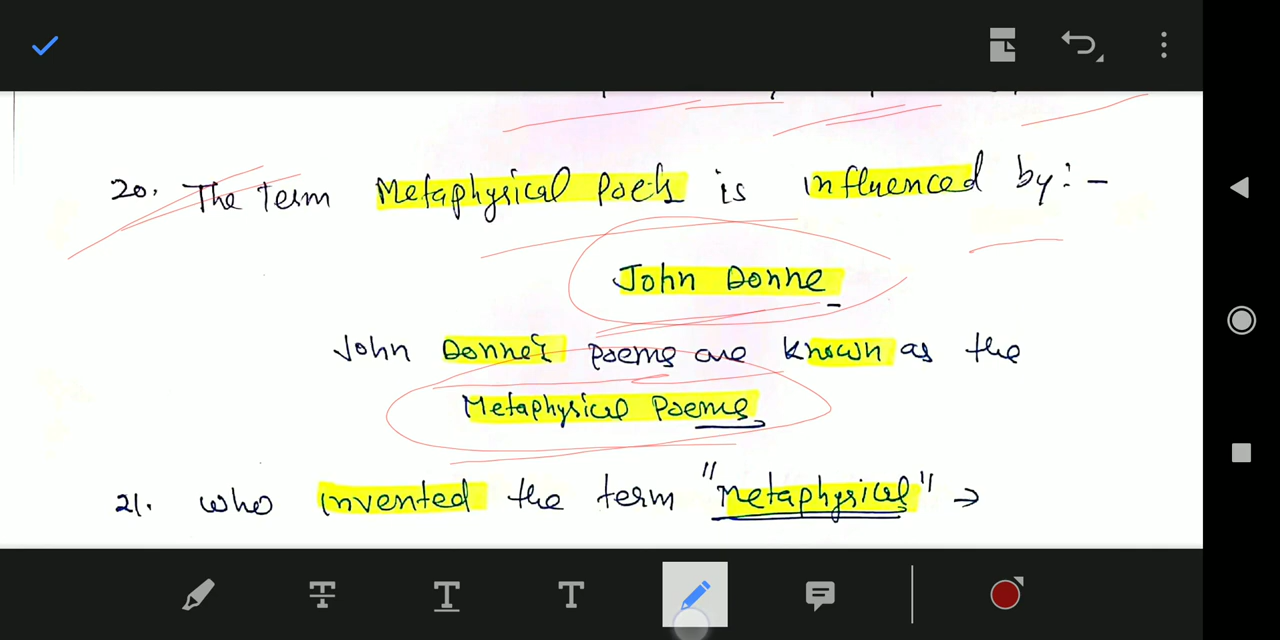 20. The Term Metaphysical Poets is influenced by:-
John Donne
John Donne's poems are known as the
Metaphysical Poems
21. who invented the term "Metaphysical" →